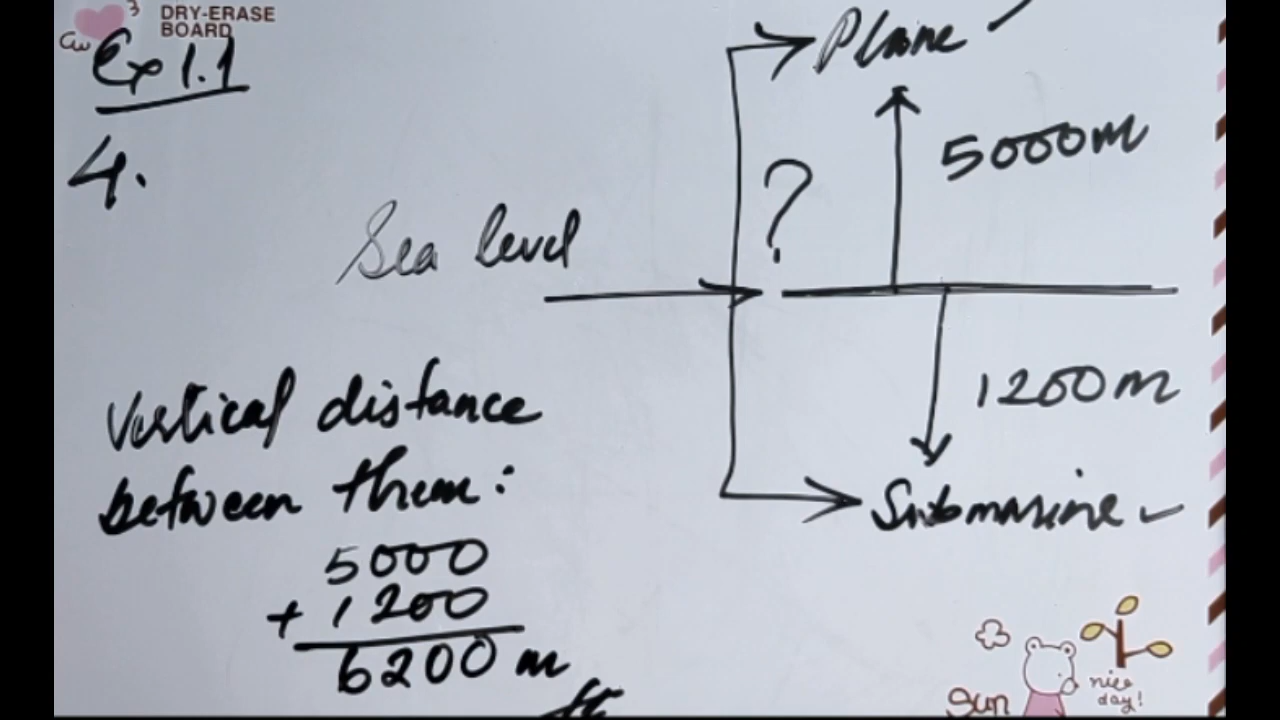 DRY-ERASE
BOARD
Ex 1.1
4.
Plane
5000m
?
Sea level
1200m
Submarine
Vertical distance
between them:
5000
+ 1200
6200 m
nice
day!
sun